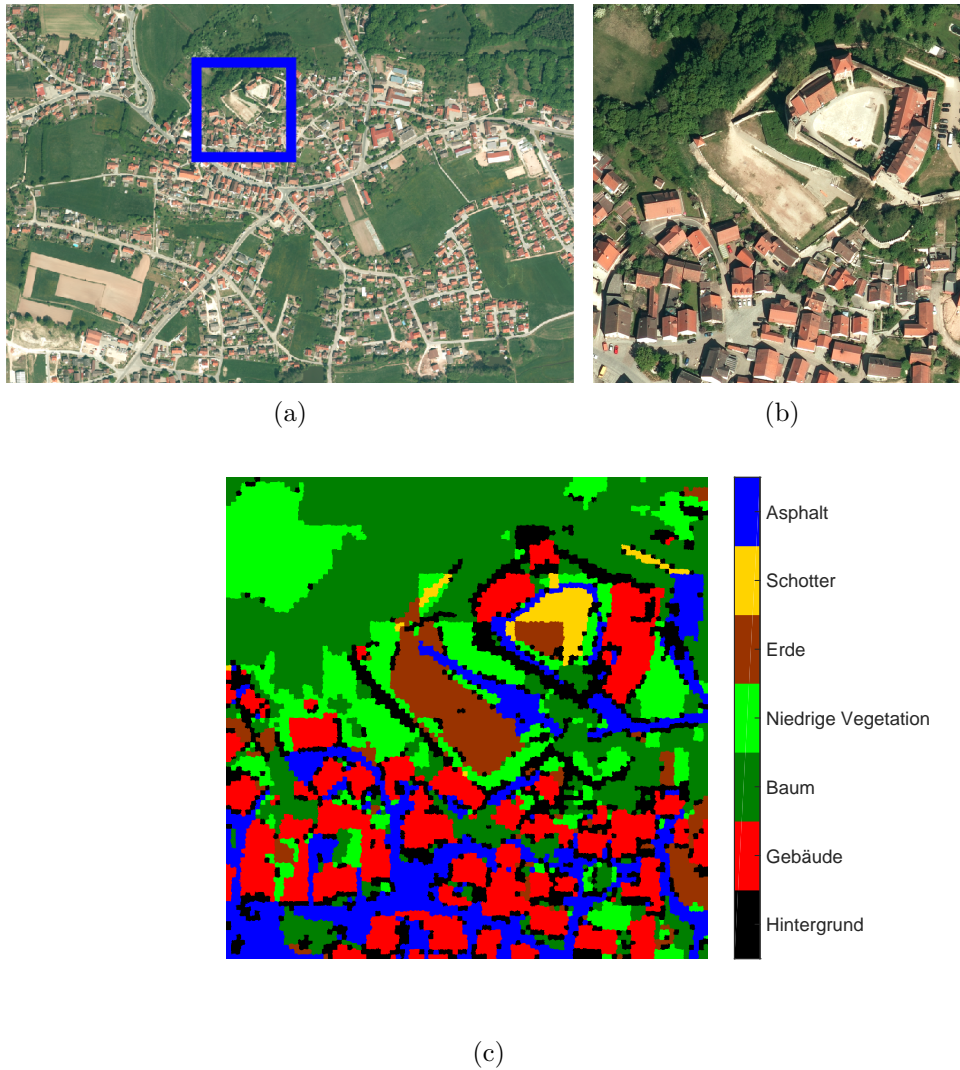 (a)
(b)
Asphalt
Schotter
Erde
Niedrige Vegetation
Baum
Gebäude
Hintergrund
(c)